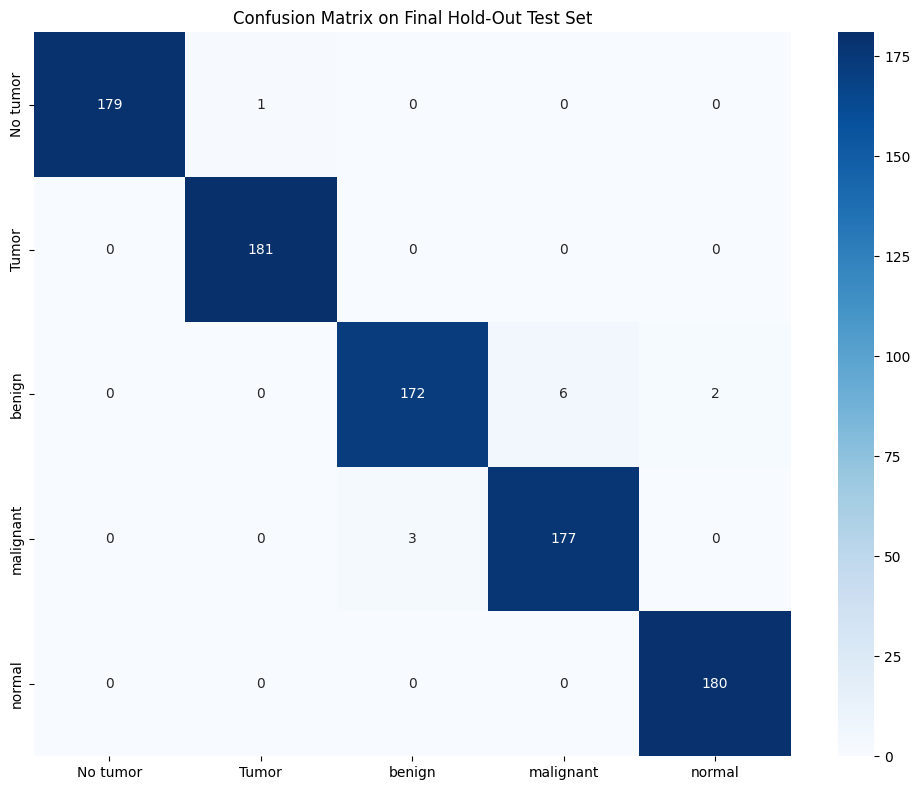 Confusion Matrix on Final Hold-Out Test Set
No tumor 179 1 0 0 0
Tumor 0 181 0 0 0
benign 0 0 172 6 2
malignant 0 0 3 177 0
normal 0 0 0 0 180
No tumor Tumor benign malignant normal
175
150
125
100
75
50
25
0